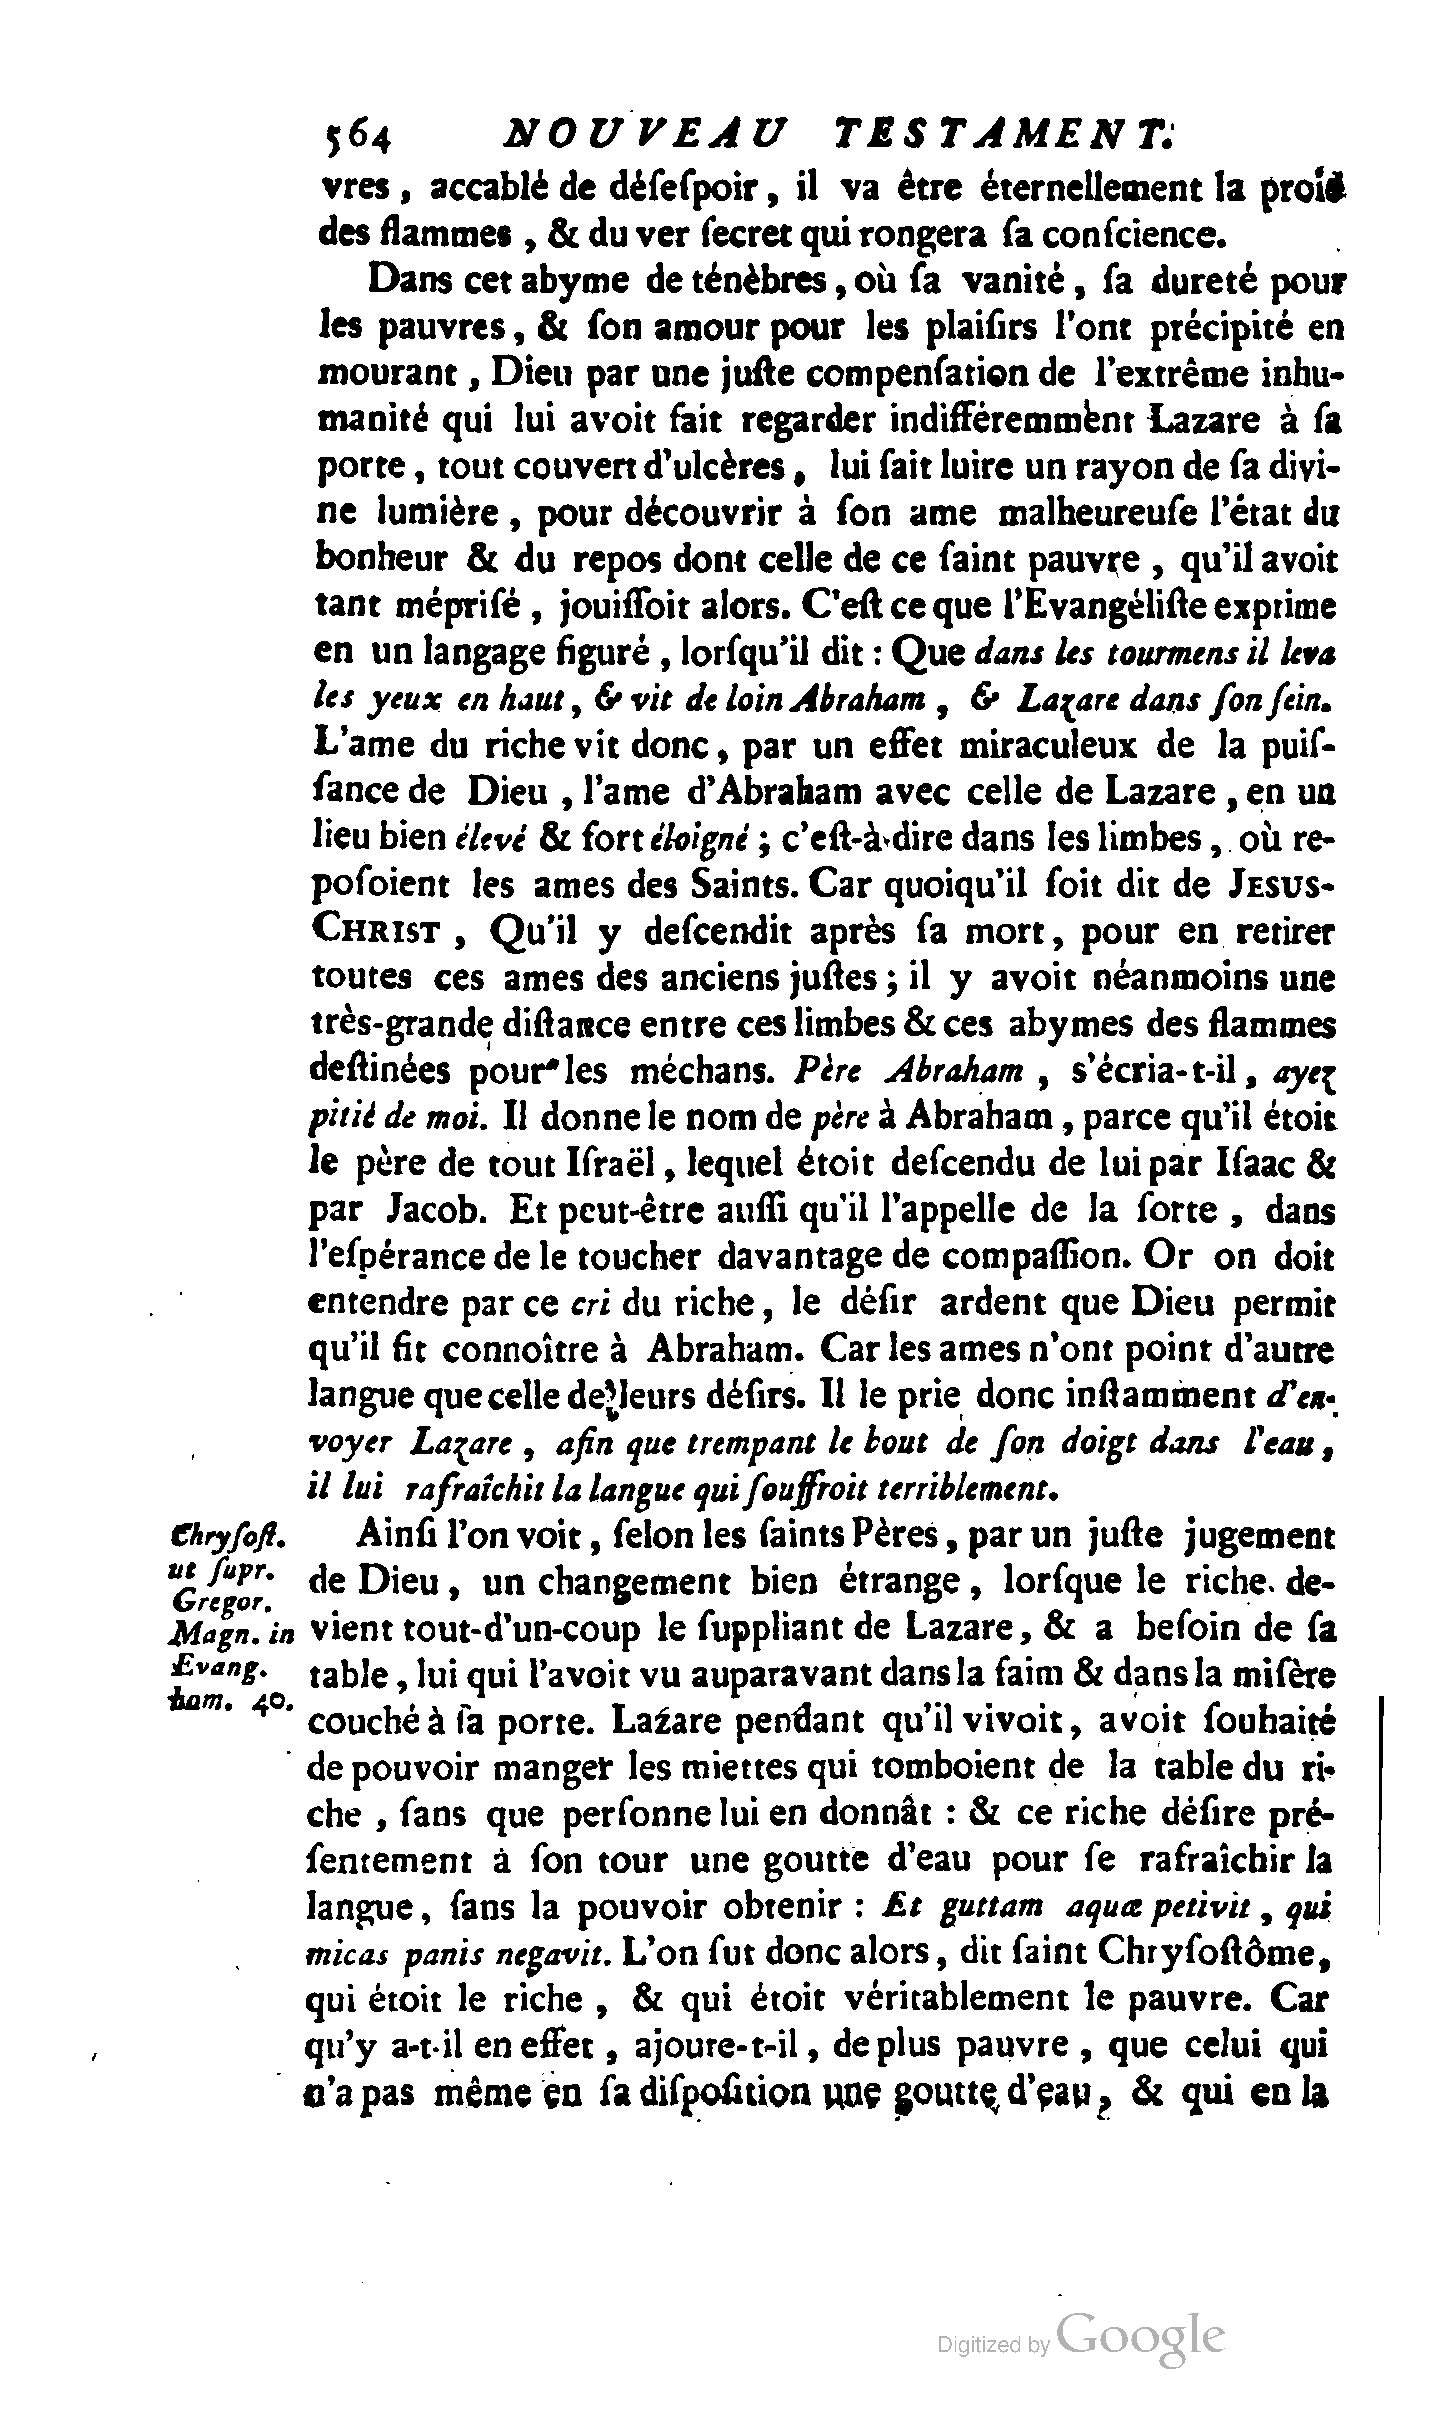 564 NOUVEAU TESTAMENT.
vres, accablé de déſeſpoir, il va être éternellement la proie
des flammes, & du ver ſecret qui rongera ſa conſcience.
Dans cet abyme de ténèbres, où ſa vanité, ſa dureté pour
les pauvres, & ſon amour pour les plaiſirs l'ont précipité en
mourant, Dieu par une juſte compenſation de l'extrême inhu-
manité qui lui avoit fait regarder indifféremmènt Lazare à ſa
porte, tout couvert d'ulcères, lui fait luire un rayon de ſa divi-
ne lumière, pour découvrir à ſon ame malheureuſe l'état du
bonheur & du repos dont celle de ce ſaint pauvre, qu'il avoit
tant mépriſé, jouiſſoit alors. C'eſt ce que l'Evangéliſte exprime
en un langage figuré, lorſqu'il dit : Que dans les tourmens il leva
les yeux en haut, & vit de loin Abraham, & Lazare dans ſon ſein.
L'ame du riche vit donc, par un effet miraculeux de la puiſ-
ſance de Dieu, l'ame d'Abraham avec celle de Lazare, en un
lieu bien élevé & fort éloigné ; c'eſt-à-dire dans les limbes, où re-
poſoient les ames des Saints. Car quoiqu'il ſoit dit de JESUS-
CHRIST, Qu'il y deſcendit après ſa mort, pour en retirer
toutes ces ames des anciens juſtes ; il y avoit néanmoins une
très-grande diſtance entre ces limbes & ces abymes des flammes
deſtinées pour les méchans. Père Abraham, s'écria-t-il, ayez
pitié de moi. Il donne le nom de père à Abraham, parce qu'il étoit
le père de tout Iſraël, lequel étoit deſcendu de lui par Iſaac &
par Jacob. Et peut-être auſſi qu'il l'appelle de la ſorte, dans
l'eſpérance de le toucher davantage de compaſſion. Or on doit
entendre par ce cri du riche, le déſir ardent que Dieu permit
qu'il fit connoître à Abraham. Car les ames n'ont point d'autre
langue que celle de leurs déſirs. Il le prie donc inſtamment d'en-
voyer Lazare, afin que trempant le bout de ſon doigt dans l'eau,
il lui rafraîchit la langue qui ſouffroit terriblement.
Chryſoſt.
ut ſupr.
Gregor.
Magn. in
Evang.
hom. 40.
Ainſi l'on voit, ſelon les ſaints Pères, par un juſte jugement
de Dieu, un changement bien étrange, lorſque le riche de-
vient tout-d'un-coup le ſuppliant de Lazare, & a beſoin de ſa
table, lui qui l'avoit vu auparavant dans la faim & dans la miſère
couché à ſa porte. Lazare pendant qu'il vivoit, avoit ſouhaité
de pouvoir manger les miettes qui tomboient de la table du ri-
che, ſans que perſonne lui en donnât : & ce riche déſire pré-
ſentement à ſon tour une goutte d'eau pour ſe rafraîchir la
langue, ſans la pouvoir obtenir : Et guttam aquæ petivit, qui
micas panis negavit. L'on ſut donc alors, dit ſaint Chryſoſtôme,
qui étoit le riche, & qui étoit véritablement le pauvre. Car
qu'y a-t-il en effet, ajoute-t-il, de plus pauvre, que celui qui
n'a pas même en ſa diſpoſition une goutte d'eau, & qui en la
Digitized by Google